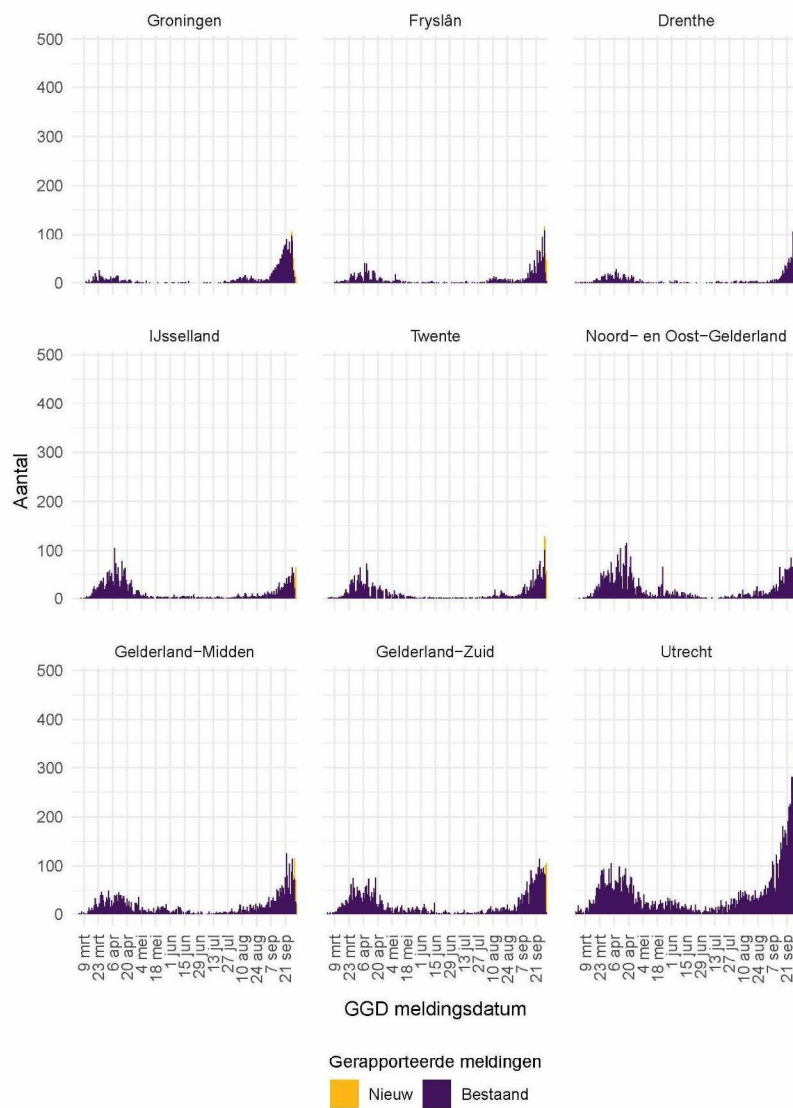 Groningen Fryslân Drenthe
500
400
300
200
100
0
IJsselland Twente Noord− en Oost−Gelderland
500
400
300
200
100
0
Aantal
Gelderland−Midden Gelderland−Zuid Utrecht
500
400
300
200
100
0
9 mrt 23 mrt 6 apr 20 apr 4 mei 18 mei 1 jun 15 jun 29 jun 13 jul 27 jul 10 aug 24 aug 7 sep 21 sep
9 mrt 23 mrt 6 apr 20 apr 4 mei 18 mei 1 jun 15 jun 29 jun 13 jul 27 jul 10 aug 24 aug 7 sep 21 sep
9 mrt 23 mrt 6 apr 20 apr 4 mei 18 mei 1 jun 15 jun 29 jun 13 jul 27 jul 10 aug 24 aug 7 sep 21 sep
GGD meldingsdatum
Gerapporteerde meldingen
Nieuw Bestaand